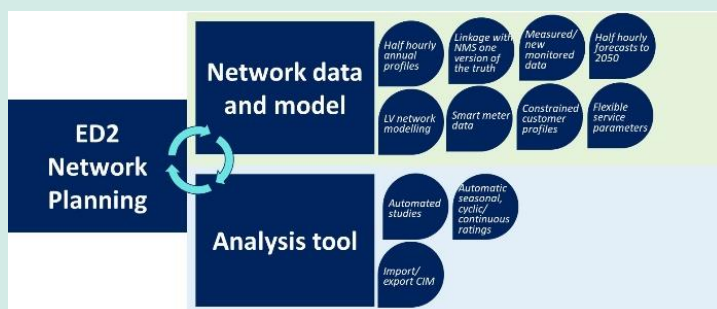 ED2
Network
Planning
Network data
and model
Half hourly
annual
profiles
Linkage with
NMS one
version of
the truth
Measured/
new
monitored
data
Half hourly
forecasts to
2050
LV network
modelling
Smart meter
data
Constrained
customer
profiles
Flexible
service
parameters
Analysis tool
Automated
studies
Automatic
seasonal,
cyclic/
continuous
ratings
Import/
export CIM